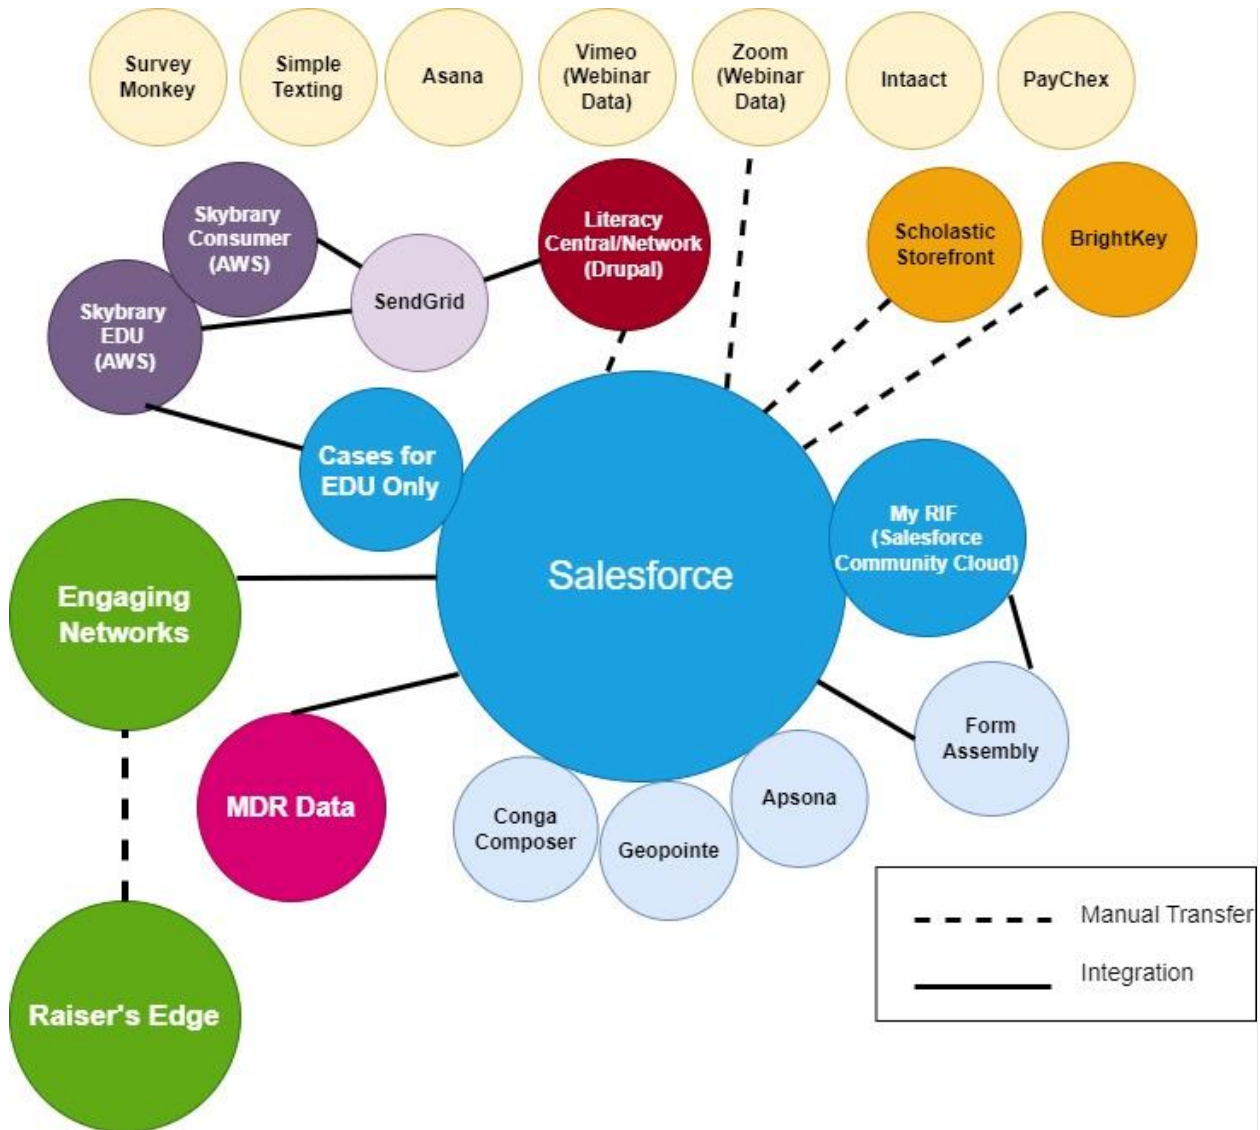 Survey
Monkey
Simple
Texting
Asana
Vimeo
(Webinar
Data)
Zoom
(Webinar
Data)
Intaact
PayChex
Skybrary
Consumer
(AWS)
Literacy
Central/Network
(Drupal)
Scholastic
Storefront
BrightKey
SendGrid
Skybrary
EDU
(AWS)
Cases for
EDU Only
My RIF
(Salesforce
Community Cloud)
Salesforce
Engaging
Networks
Form
Assembly
MDR Data
Conga
Composer
Geopointe
Apsona
Raiser's Edge
Manual Transfer
Integration